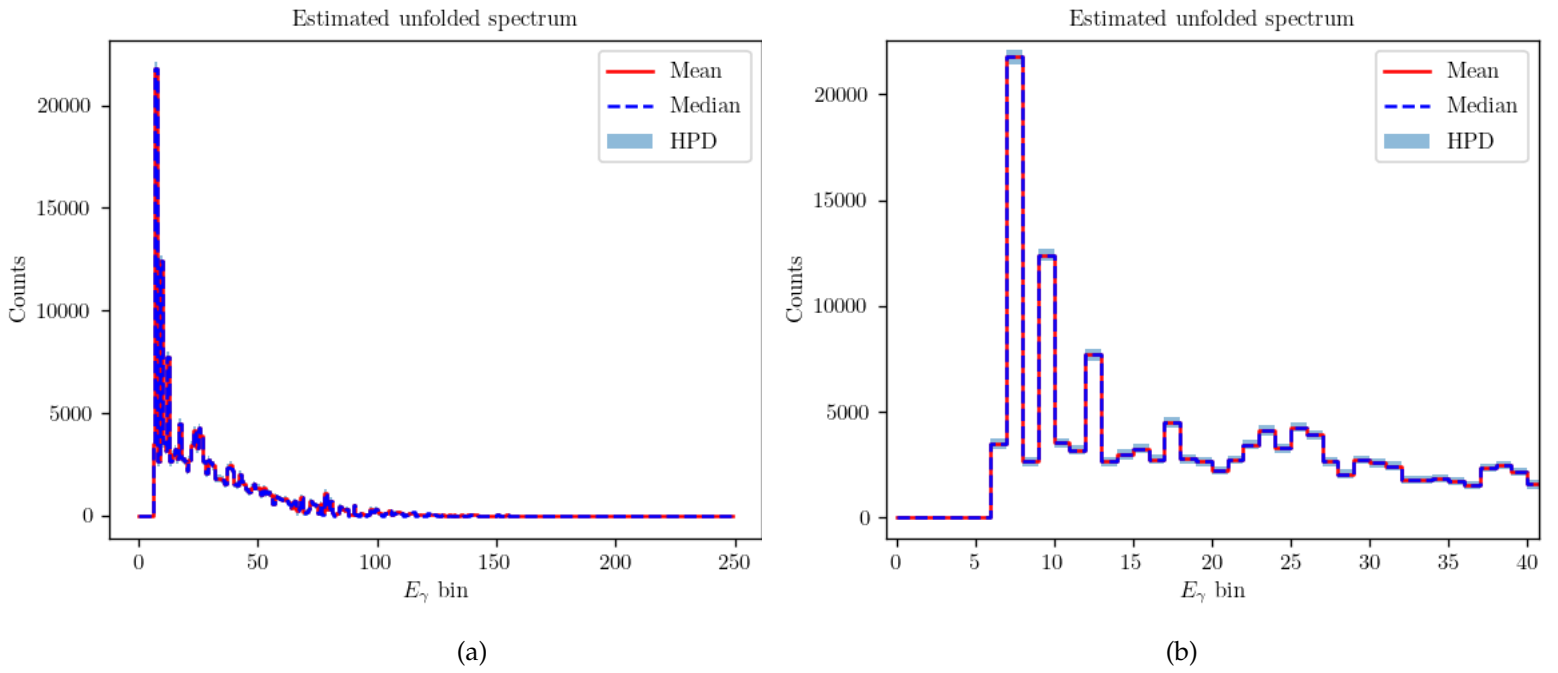 Estimated unfolded spectrum
Counts
20000
15000
10000
5000
0
Mean
Median
HPD
0 50 100 150 200 250
Eγ bin
(a)
Estimated unfolded spectrum
Counts
20000
15000
10000
5000
0
Mean
Median
HPD
0 5 10 15 20 25 30 35 40
Eγ bin
(b)